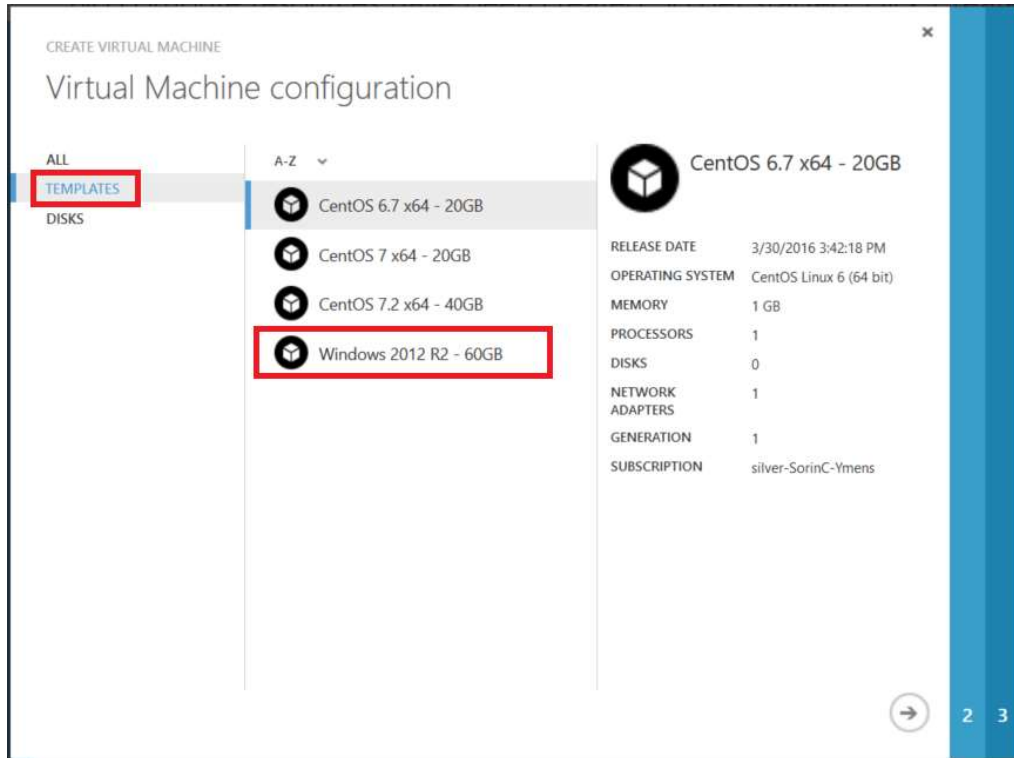 CREATE VIRTUAL MACHINE
Virtual Machine configuration
ALL
TEMPLATES
DISKS
A-Z
CentOS 6.7 x64 - 20GB
CentOS 7 x64 - 20GB
CentOS 7.2 x64 - 40GB
Windows 2012 R2 - 60GB
CentOS 6.7 x64 - 20GB
RELEASE DATE 3/30/2016 3:42:18 PM
OPERATING SYSTEM CentOS Linux 6 (64 bit)
MEMORY 1 GB
PROCESSORS 1
DISKS 0
NETWORK 1
ADAPTERS
GENERATION 1
SUBSCRIPTION silver-SorinC-Ymens
2 3